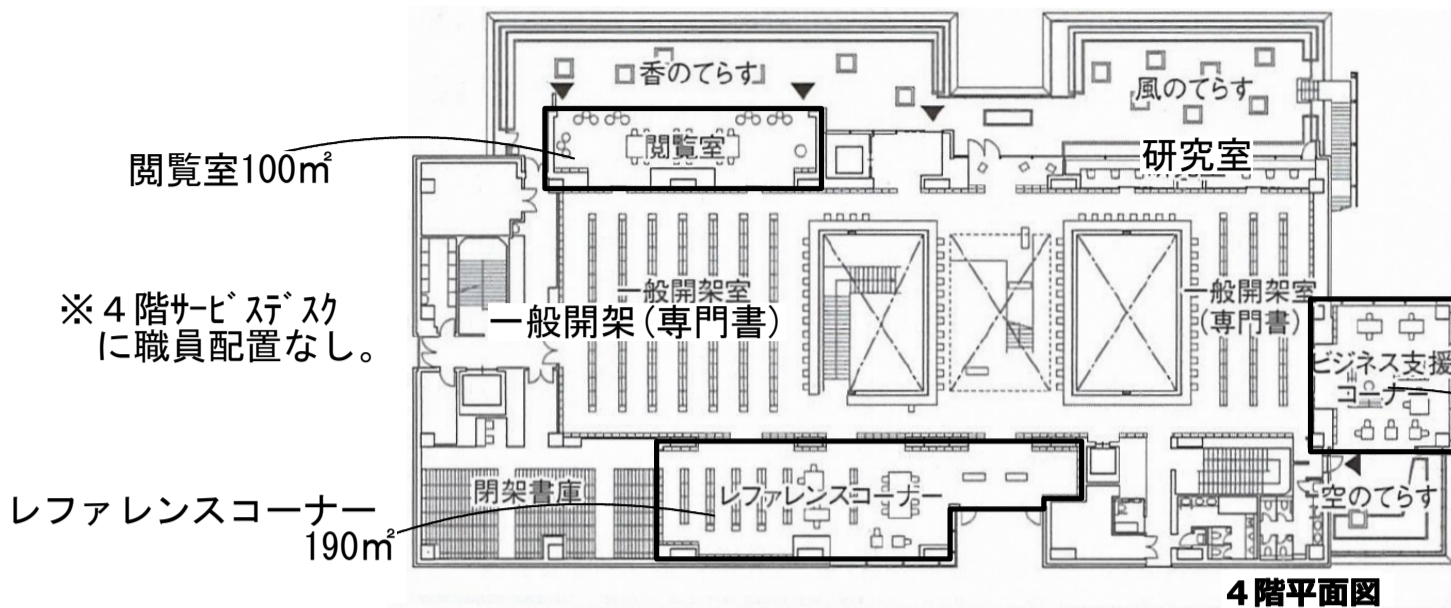 香のてらす
風のてらす
閲覧室100㎡
閲覧室
研究室
※４階ｻｰﾋﾞｽﾃﾞｽｸ
に職員配置なし。
一般開架室
一般開架(専門書)
一般開架室
(専門書)
ビジネス支援
コーナー
レファレンスコーナー
190㎡
閉架書庫
レファレンスコーナー
空のてらす
４階平面図